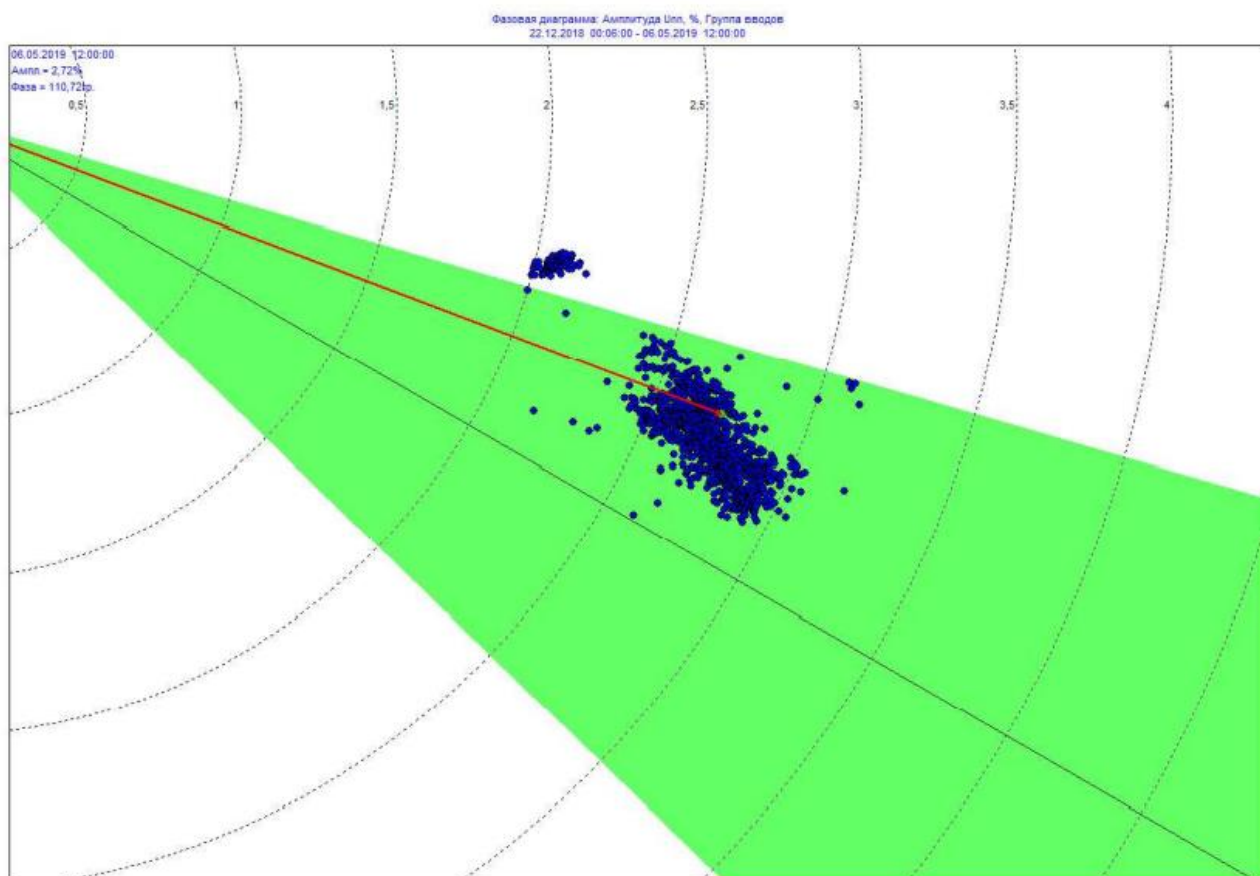 Фазовая диаграмма: Амплитуда Uнп, %, Группа вводов
22.12.2018 00:06:00 - 06.05.2019 12:00:00
06.05.2019 12:00:00
Ампл.= 2,72%
Фаза = 110,72гр.
0,5
1
1,5
2
2,5
3
3,5
4